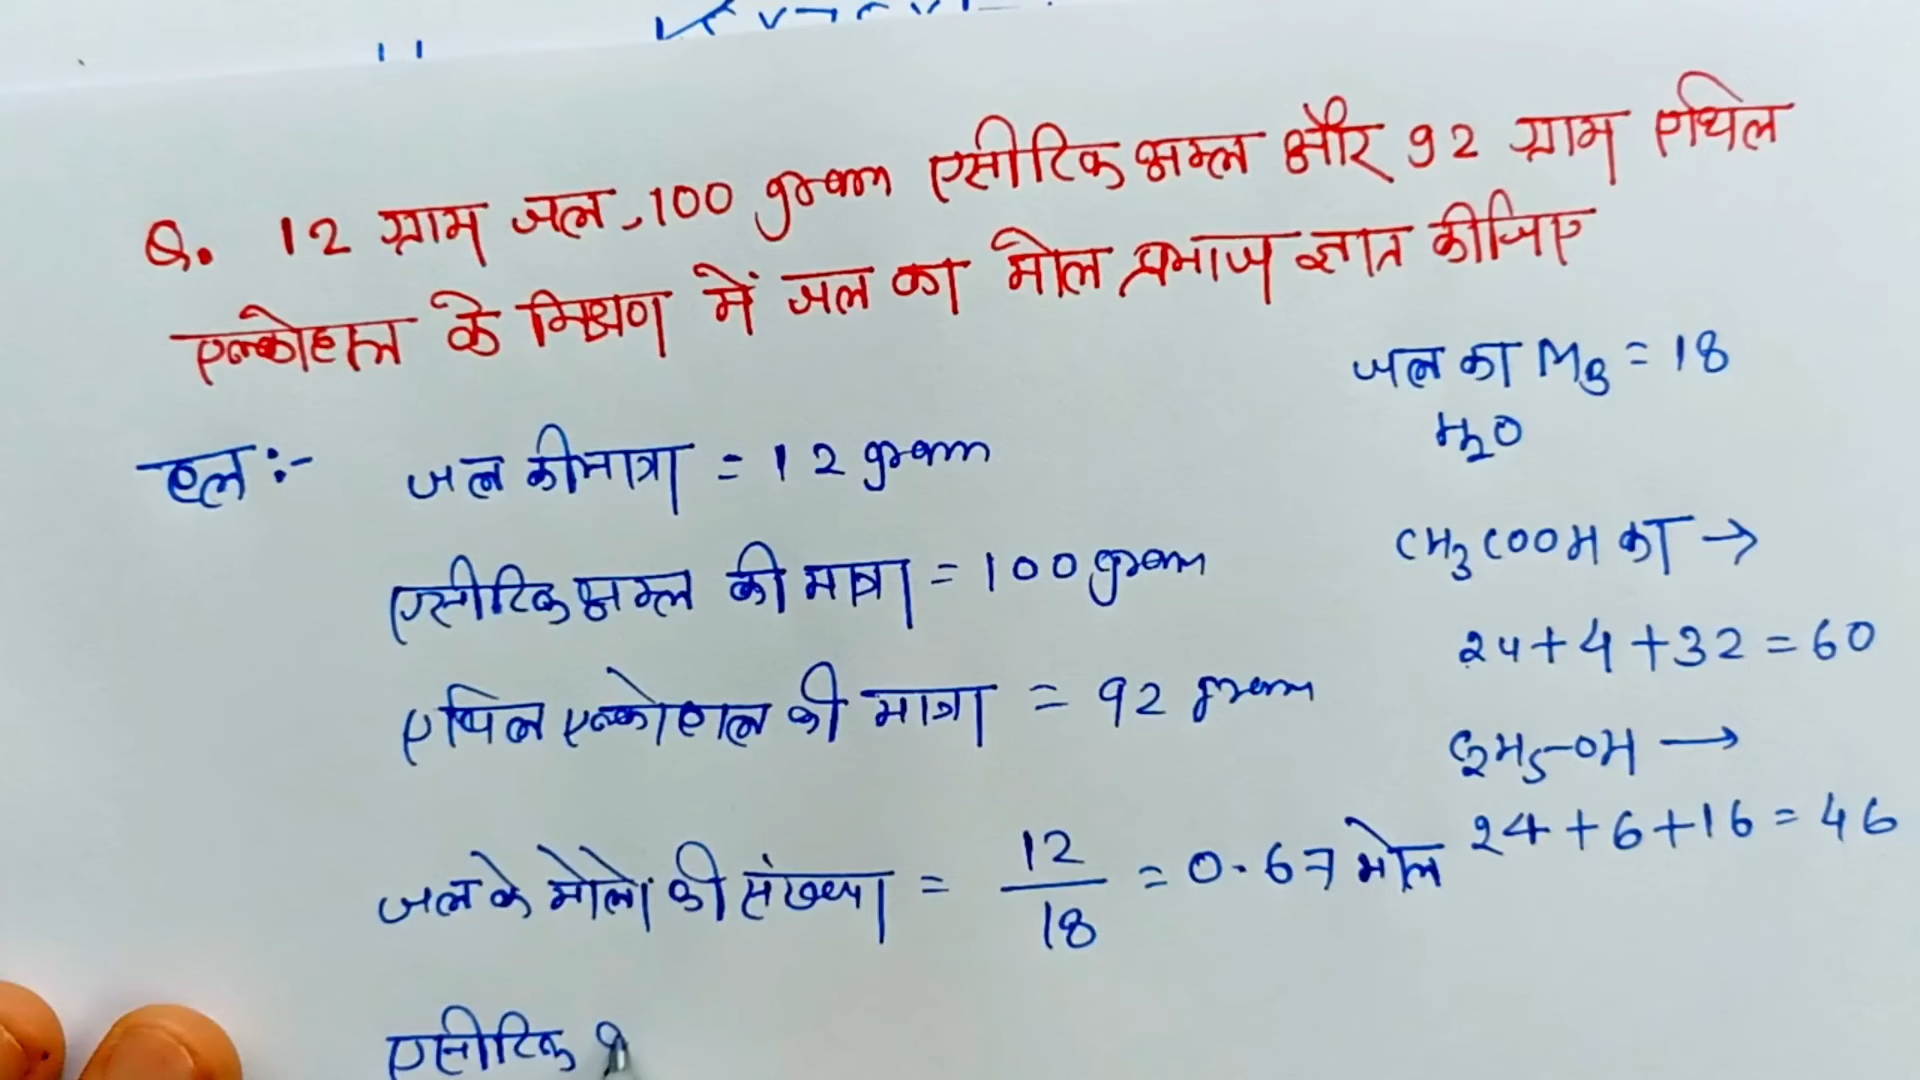 Q. 12 ग्राम जल, 100 gram एसीटिक अम्ल और 92 ग्राम एथिल
एल्कोहल के मिश्रण में जल का मोल प्रभाज ज्ञात कीजिए
जल का MB = 18
H2O
हल :- जल की मात्रा = 12 gram
CH3COOH का →
एसीटिक अम्ल की मात्रा = 100 gram
24 + 4 + 32 = 60
एथिल एल्कोहाल की मात्रा = 92 gram
C2H5-OH →
24 + 6 + 16 = 46
जल के मोलो की संख्या = 12/18 = 0.67 मोल
एसीटिक